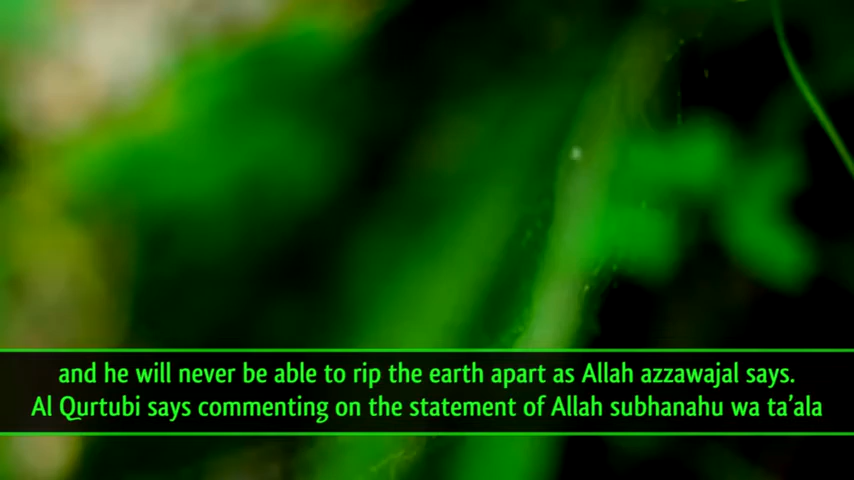 and he will never be able to rip the earth apart as Allah azzawajal says.
Al Qurtubi says commenting on the statement of Allah subhanahu wa ta’ala